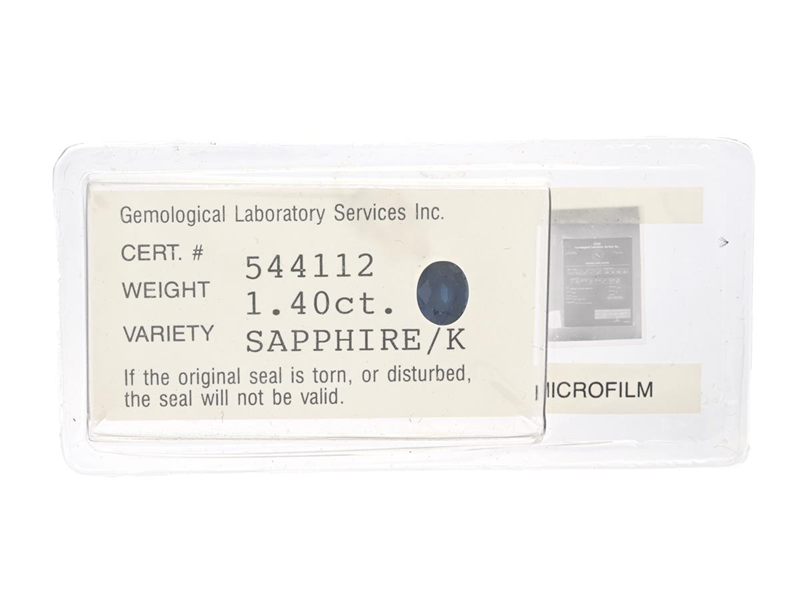 Gemological Laboratory Services Inc.
CERT. # 544112
WEIGHT 1.40ct.
VARIETY SAPPHIRE/K
If the original seal is torn, or disturbed,
the seal will not be valid.
MICROFILM